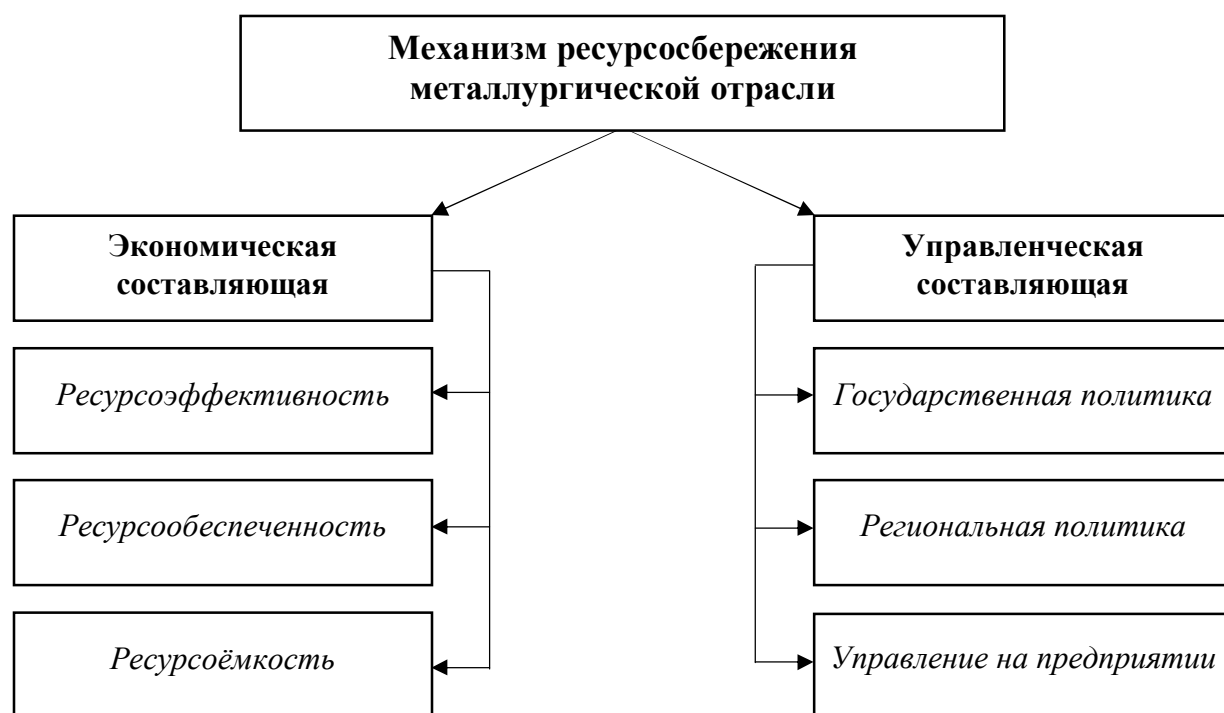 Механизм ресурсосбережения
металлургической отрасли
Экономическая
составляющая
Управленческая
составляющая
Ресурсоэффективность
Государственная политика
Ресурсообеспеченность
Региональная политика
Ресурсоёмкость
Управление на предприятии